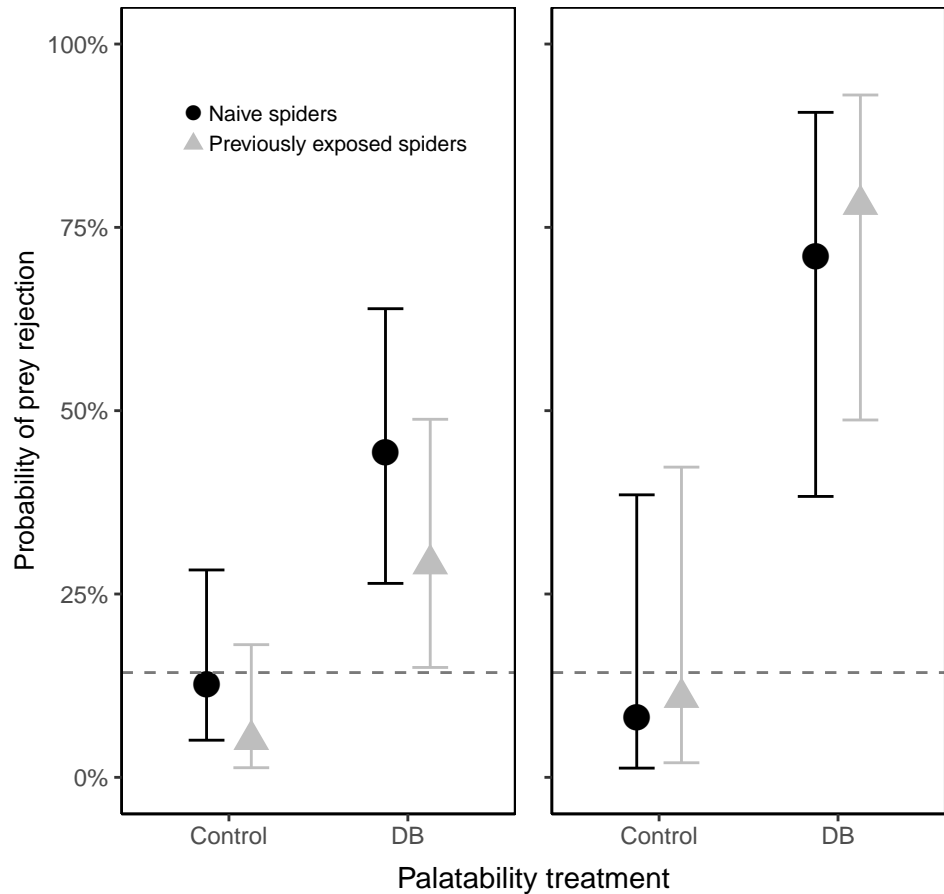 100%
75%
50%
25%
0%
Probability of prey rejection
Naive spiders
Previously exposed spiders
Control DB
Control DB
Palatability treatment